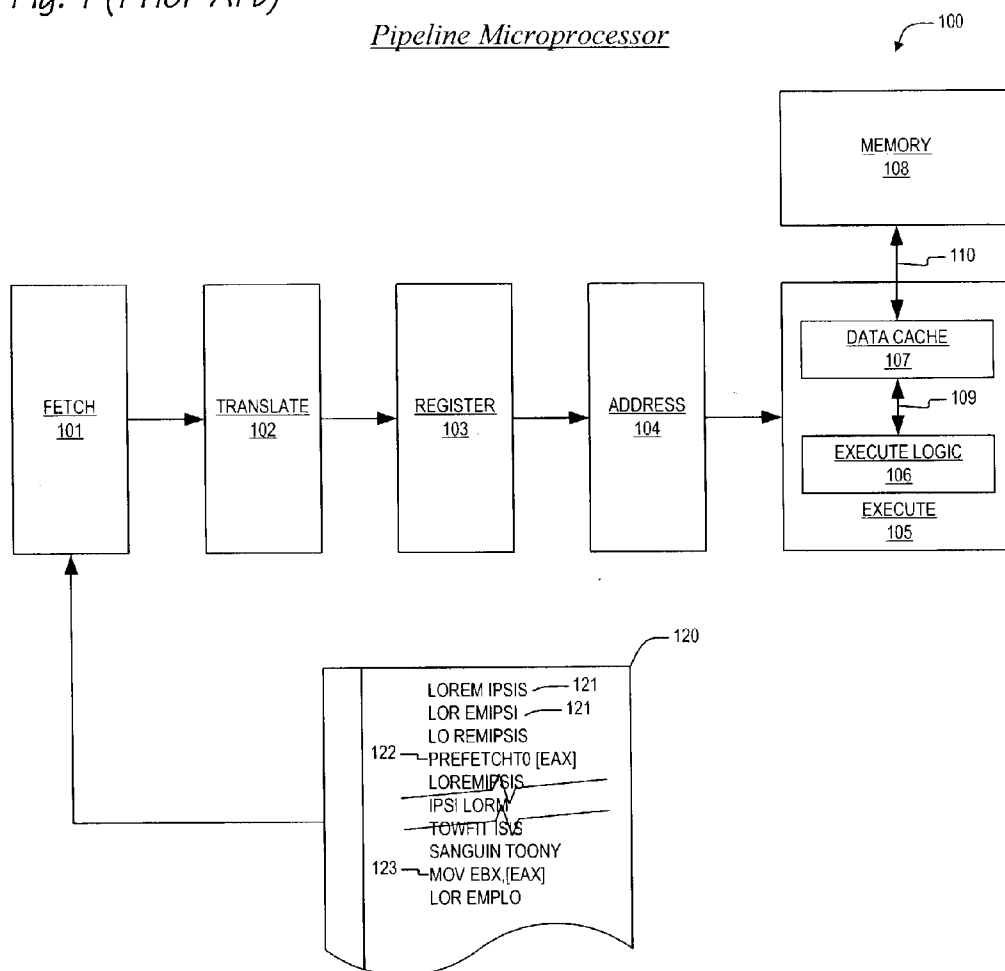 Fig. 1 (Prior Art)
Pipeline Microprocessor
100
MEMORY
108
110
FETCH
101
TRANSLATE
102
REGISTER
103
ADDRESS
104
DATA CACHE
107
109
EXECUTE LOGIC
106
EXECUTE
105
120
LOREM IPSIS 121
LOR EMIPSI 121
LO REMIPSIS
122 PREFETCHT0 [EAX]
LOREMIPSIS
IPSI LORM
TOWFIT ISIS
SANGUIN TOONY
123 MOV EBX,[EAX]
LOR EMPLO